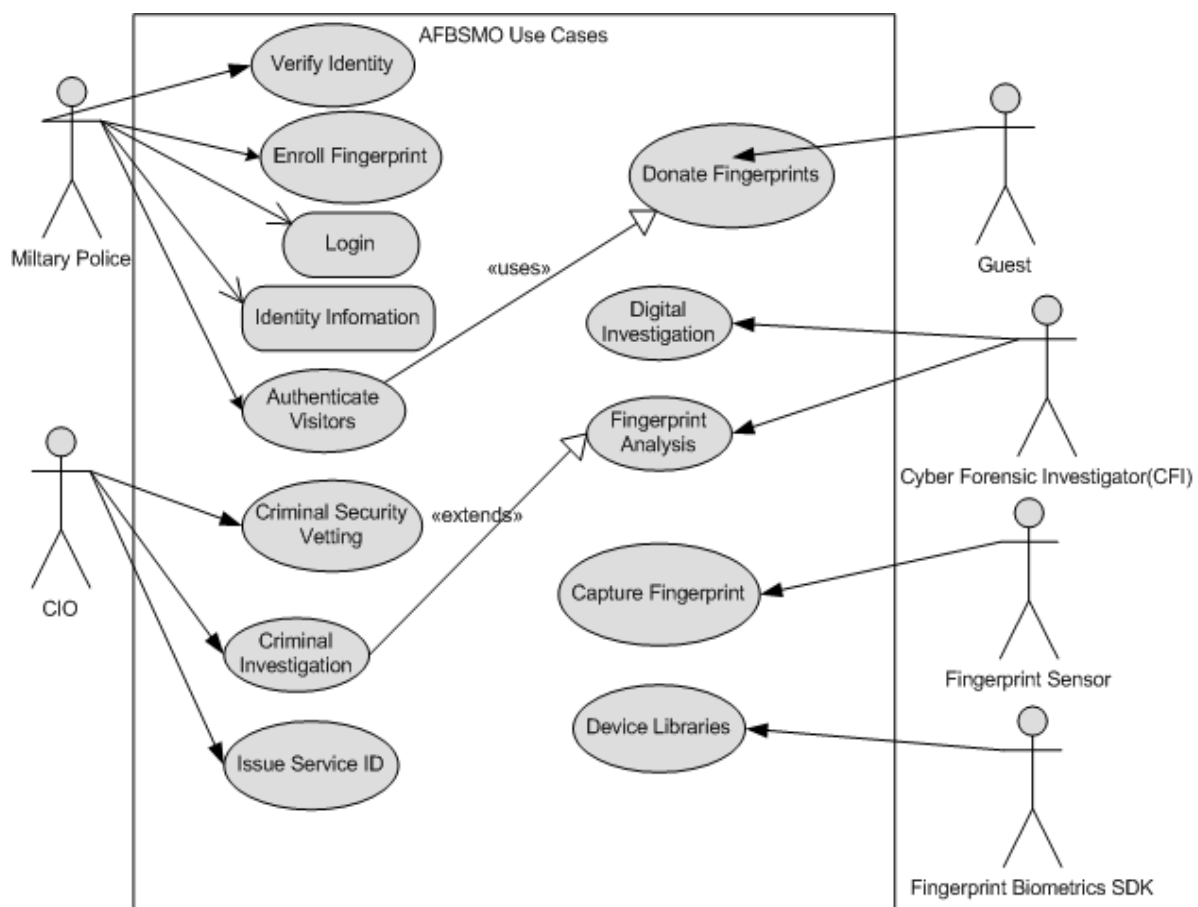 AFBSMO Use Cases
Verify Identity
Enroll Fingerprint
Donate Fingerprints
Login
Miltary Police
Guest
«uses»
Identity Infomation
Digital
Investigation
Authenticate
Visitors
Fingerprint
Analysis
Cyber Forensic Investigator(CFI)
Criminal Security
Vetting
«extends»
CIO
Capture Fingerprint
Criminal
Investigation
Fingerprint Sensor
Device Libraries
Issue Service ID
Fingerprint Biometrics SDK